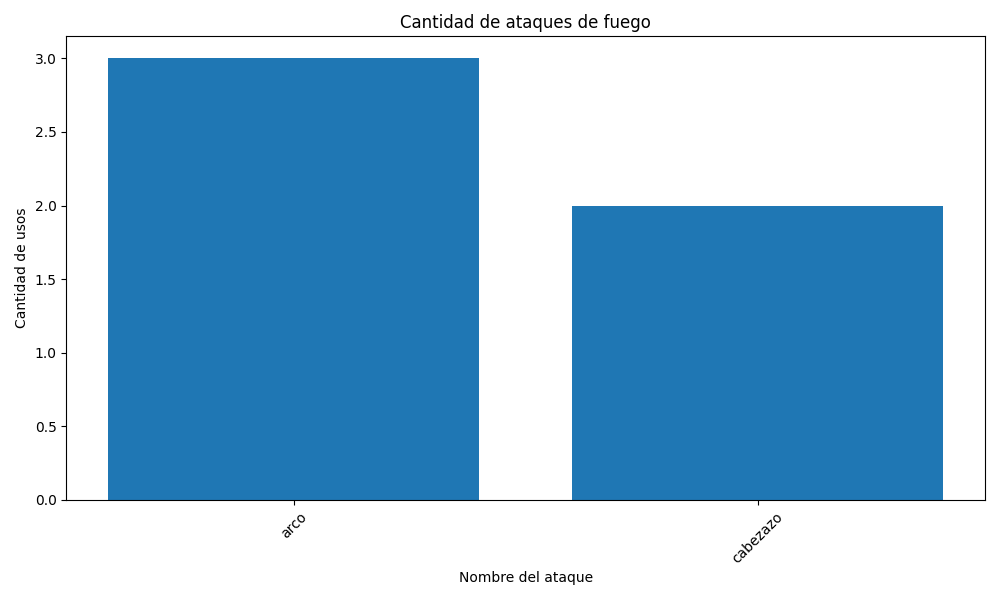 Cantidad de ataques de fuego
Cantidad de usos
3.0
2.5
2.0
1.5
1.0
0.5
0.0
arco
cabezazo
Nombre del ataque